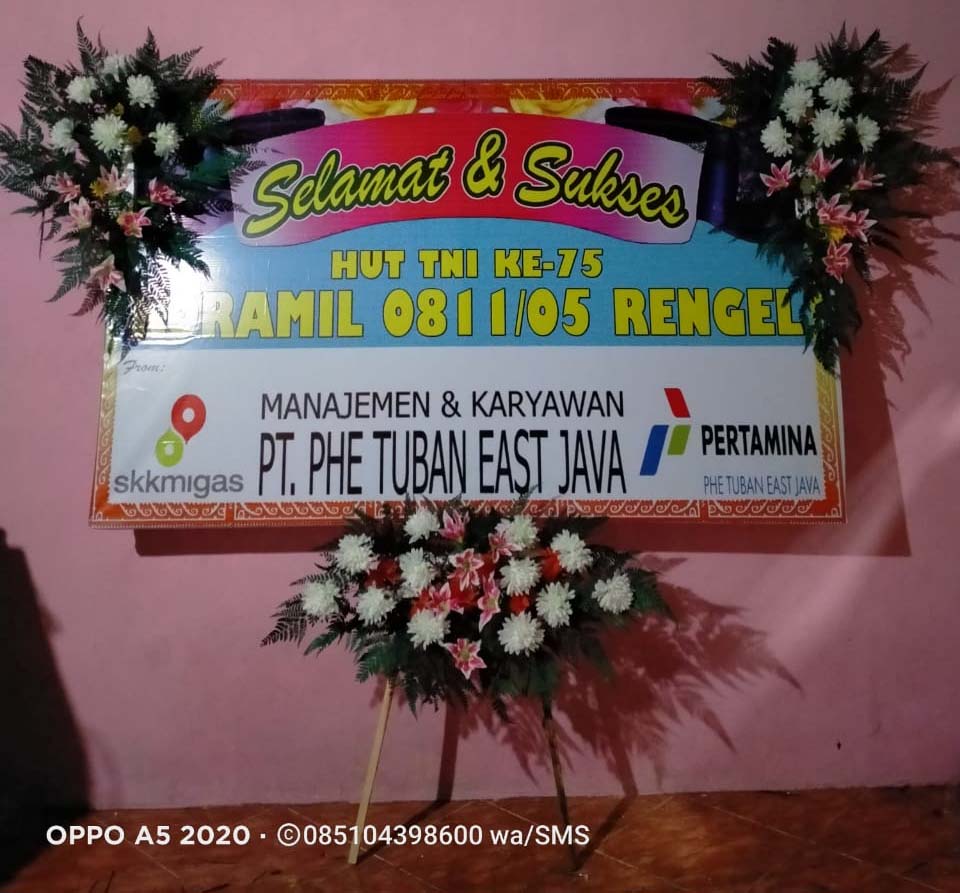 Selamat & Sukses
HUT TNI KE-75
RAMIL 0811/05 RENGEL
From:
MANAJEMEN & KARYAWAN
PT. PHE TUBAN EAST JAVA
skkmigas
PERTAMINA
PHE TUBAN EAST JAVA
OPPO A5 2020 · ©085104398600 wa/SMS